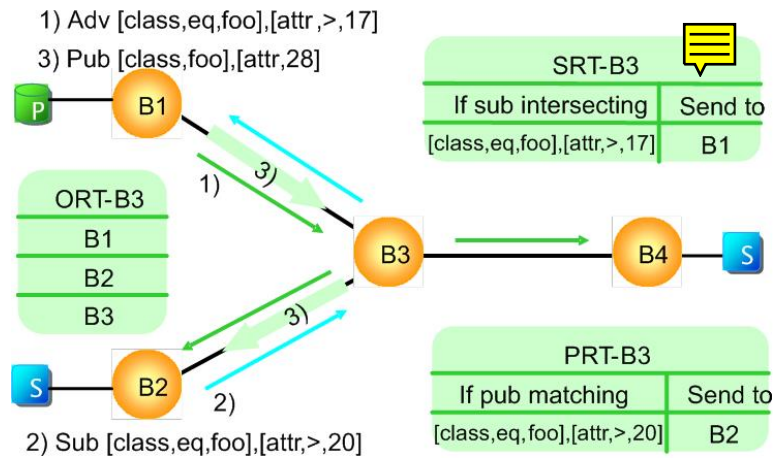 1) Adv [class,eq,foo],[attr,>,17]
3) Pub [class,foo],[attr,28]
P
B1
3)
1)
SRT-B3
If sub intersecting
Send to
[class,eq,foo],[attr,>,17]
B1
ORT-B3
B1
B2
B3
B3
B4
S
3)
S
B2
2)
2) Sub [class,eq,foo],[attr,>,20]
PRT-B3
If pub matching
Send to
[class,eq,foo],[attr,>,20]
B2